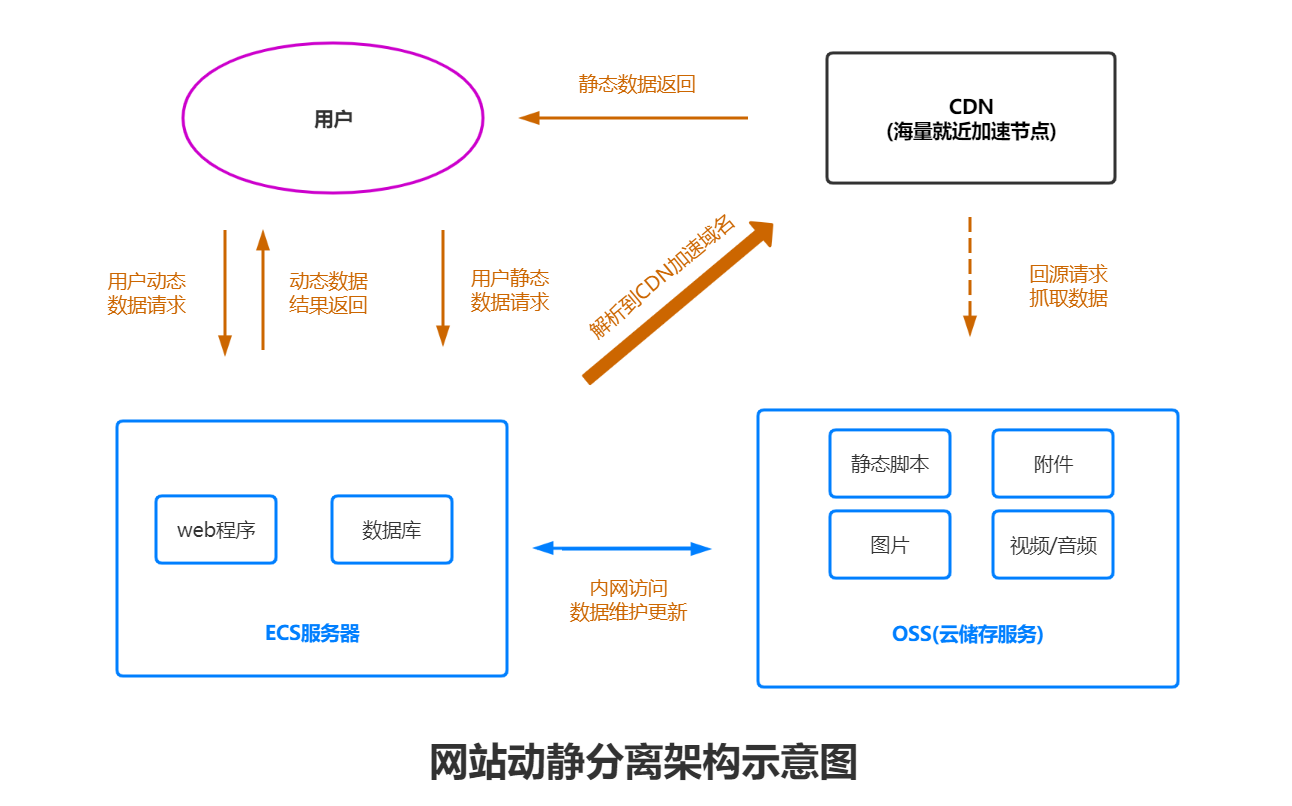 静态数据返回
用户
CDN
(海量就近加速节点)
用户动态
数据请求
动态数据
结果返回
用户静态
数据请求
解析到CDN加速域名
回源请求
抓取数据
web程序
数据库
ECS服务器
内网访问
数据维护更新
静态脚本
附件
图片
视频/音频
OSS(云储存服务)
网站动静分离架构示意图